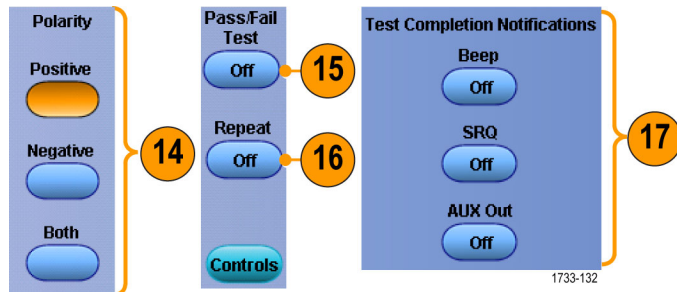 Polarity
Positive
Negative
Both
14
Pass/Fail
Test
Off
15
Repeat
Off
16
Controls
Test Completion Notifications
Beep
Off
SRQ
Off
AUX Out
Off
17
1733-132